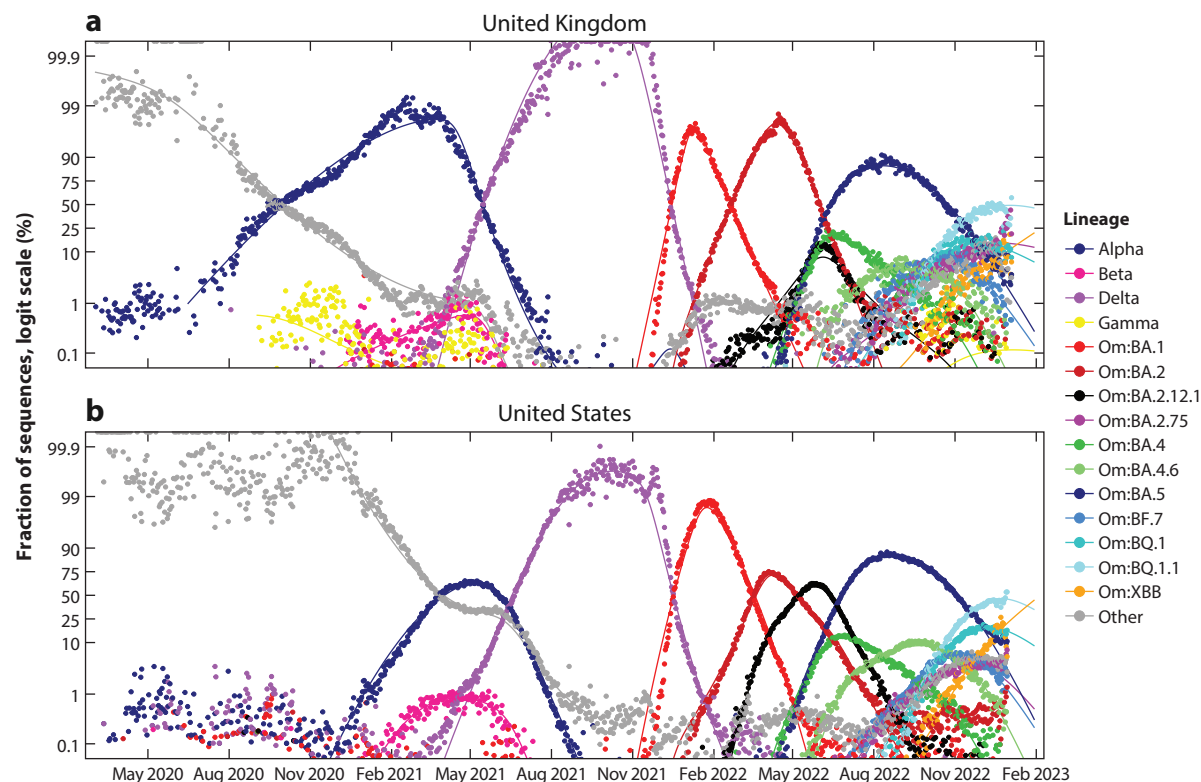 a
United Kingdom
99.9
99
90
75
50
25
10
1
0.1
b
United States
99.9
99
90
75
50
25
10
1
0.1
Fraction of sequences, logit scale (%)
May 2020 Aug 2020 Nov 2020 Feb 2021 May 2021 Aug 2021 Nov 2021 Feb 2022 May 2022 Aug 2022 Nov 2022 Feb 2023
Lineage
Alpha
Beta
Delta
Gamma
Om:BA.1
Om:BA.2
Om:BA.2.12.1
Om:BA.2.75
Om:BA.4
Om:BA.4.6
Om:BA.5
Om:BF.7
Om:BQ.1
Om:BQ.1.1
Om:XBB
Other